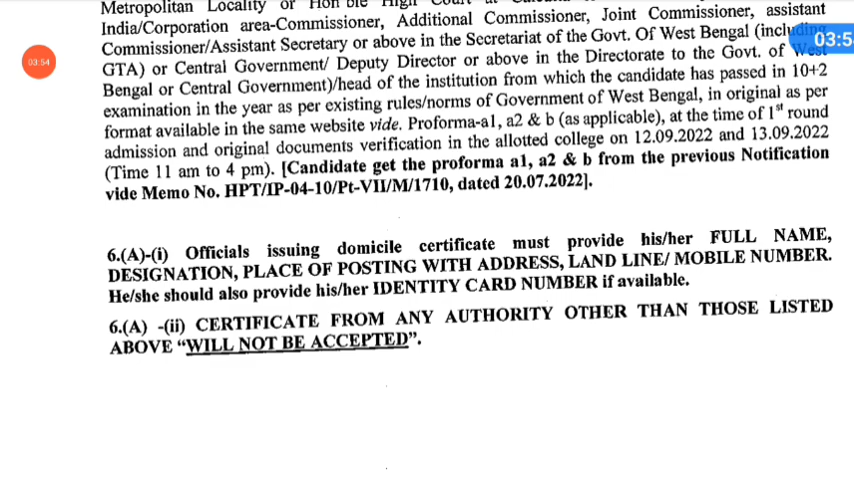 Metropolitan Locality or Hon'ble High Court
India/Corporation area-Commissioner, Additional Commissioner, Joint Commissioner, assistant
Commissioner/Assistant Secretary or above in the Secretariat of the Govt. Of West Bengal (including
03:5
03:54
GTA) or Central Government/ Deputy Director or above in the Directorate to the Govt. of West
Bengal or Central Government)/head of the institution from which the candidate has passed in 10+2
examination in the year as per existing rules/norms of Government of West Bengal, in original as per
format available in the same website vide. Proforma-a1, a2 & b (as applicable), at the time of 1st round
admission and original documents verification in the allotted college on 12.09.2022 and 13.09.2022
(Time 11 am to 4 pm). [Candidate get the proforma a1, a2 & b from the previous Notification
vide Memo No. HPT/IP-04-10/Pt-VII/M/1710, dated 20.07.2022].
6.(A)-(i) Officials issuing domicile certificate must provide his/her FULL NAME,
DESIGNATION, PLACE OF POSTING WITH ADDRESS, LAND LINE/ MOBILE NUMBER.
He/she should also provide his/her IDENTITY CARD NUMBER if available.
6.(A) -(ii) CERTIFICATE FROM ANY AUTHORITY OTHER THAN THOSE LISTED
ABOVE “WILL NOT BE ACCEPTED”.